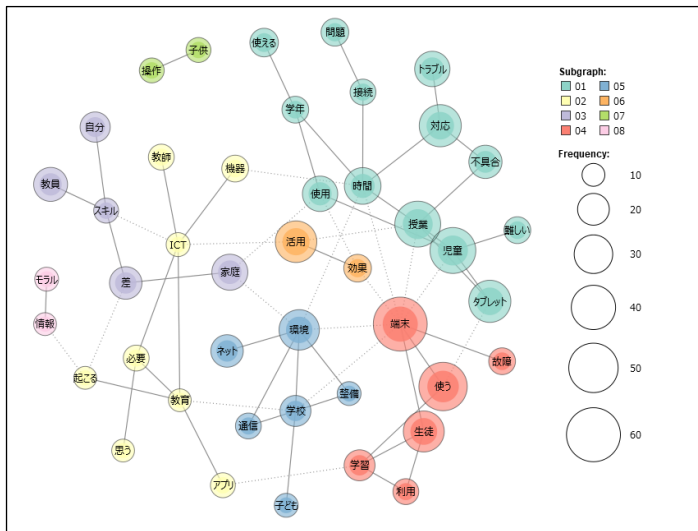 問題
使える
子供
操作
トラブル
接続
学年
対応
自分
教師
機器
不具合
教員
スキル
時間
使用
授業
難しい
ICT
活用
児童
家庭
効果
差
モラル
タブレット
情報
環境
端末
ネット
必要
故障
起こる
教育
学校
整備
使う
通信
生徒
思う
学習
アプリ
利用
子ども
Subgraph:
01 05
02 06
03 07
04 08
Frequency:
10
20
30
40
50
60